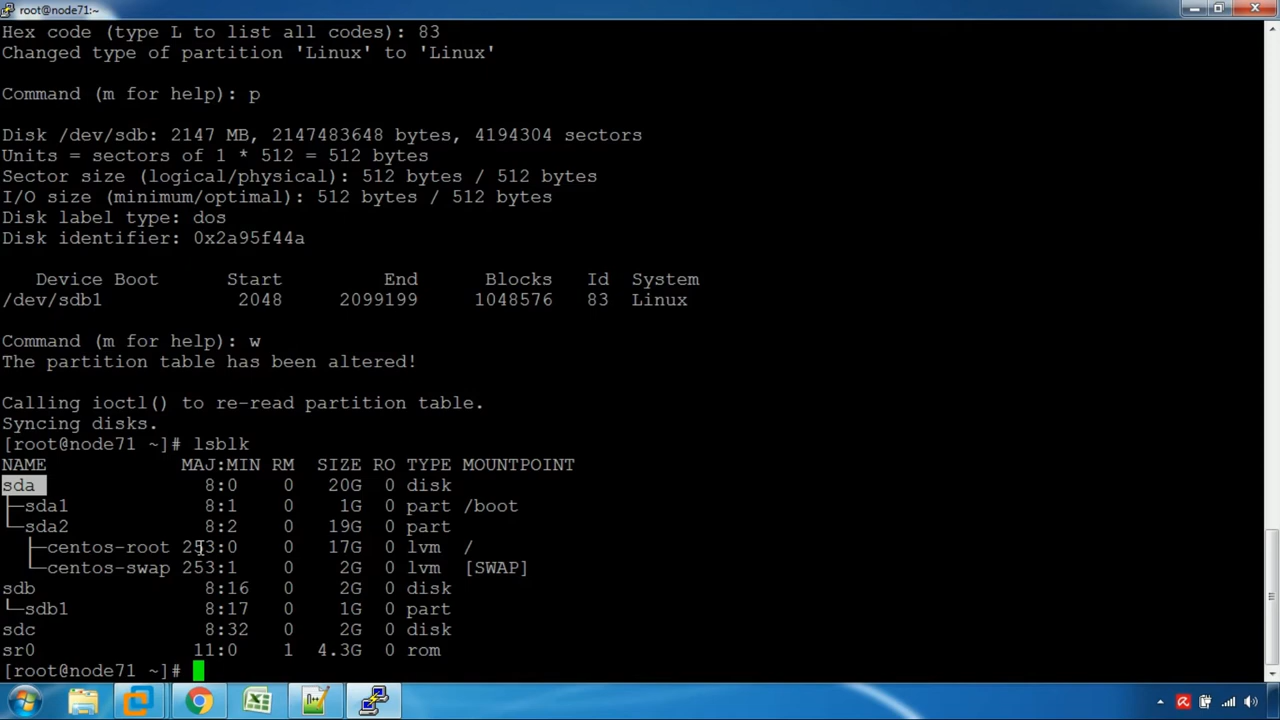 root@node71:~
Hex code (type L to list all codes): 83
Changed type of partition 'Linux' to 'Linux'
Command (m for help): p
Disk /dev/sdb: 2147 MB, 2147483648 bytes, 4194304 sectors
Units = sectors of 1 * 512 = 512 bytes
Sector size (logical/physical): 512 bytes / 512 bytes
I/O size (minimum/optimal): 512 bytes / 512 bytes
Disk label type: dos
Disk identifier: 0x2a95f44a
Device Boot Start End Blocks Id System
/dev/sdb1 2048 2099199 1048576 83 Linux
Command (m for help): w
The partition table has been altered!
Calling ioctl() to re-read partition table.
Syncing disks.
[root@node71 ~]# lsblk
NAME MAJ:MIN RM SIZE RO TYPE MOUNTPOINT
sda 8:0 0 20G 0 disk
├─sda1 8:1 0 1G 0 part /boot
└─sda2 8:2 0 19G 0 part
├─centos-root 253:0 0 17G 0 lvm /
└─centos-swap 253:1 0 2G 0 lvm [SWAP]
sdb 8:16 0 2G 0 disk
└─sdb1 8:17 0 1G 0 part
sdc 8:32 0 2G 0 disk
sr0 11:0 1 4.3G 0 rom
[root@node71 ~]#